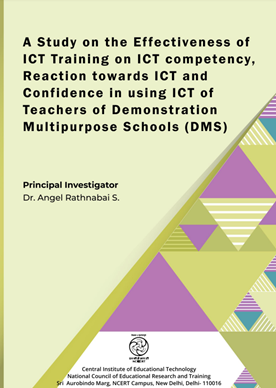 A Study on the Effectiveness of
ICT Training on ICT competency,
Reaction towards ICT and
Confidence in using ICT of
Teachers of Demonstration
Multipurpose Schools (DMS)
Principal Investigator
Dr. Angel Rathnabai S.
NCERT
Central Institute of Educational Technology
National Council of Educational Research and Training
Sri Aurobindo Marg, NCERT Campus, New Delhi, Delhi- 110016